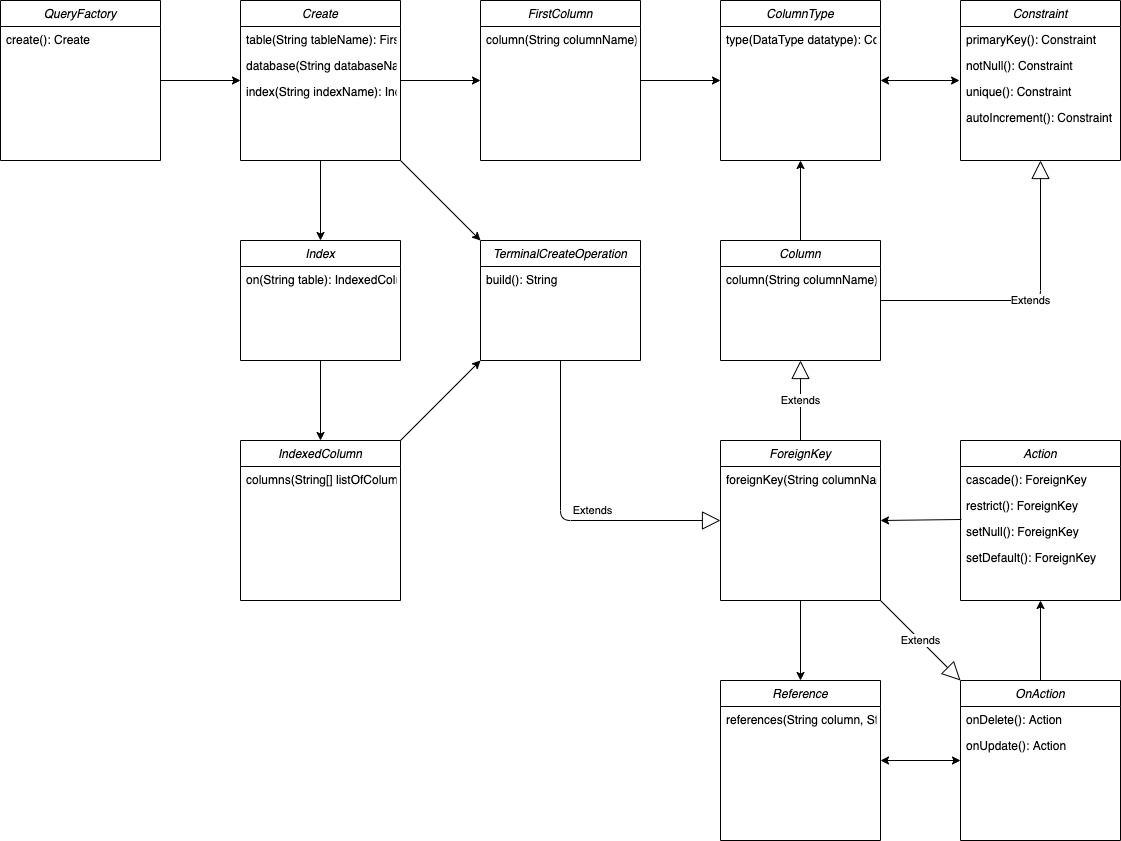 QueryFactory
create(): Create
Create
table(String tableName): Firs
database(String databaseNa
index(String indexName): In
FirstColumn
column(String columnName)
ColumnType
type(DataType datatype): Co
Constraint
primaryKey(): Constraint
notNull(): Constraint
unique(): Constraint
autoIncrement(): Constraint
Index
on(String table): IndexedColu
TerminalCreateOperation
build(): String
Column
column(String columnName)
Extends
Extends
IndexedColumn
columns(String[] listOfColum
Extends
ForeignKey
foreignKey(String columnNa
Action
cascade(): ForeignKey
restrict(): ForeignKey
setNull(): ForeignKey
setDefault(): ForeignKey
Extends
Reference
references(String column, St
OnAction
onDelete(): Action
onUpdate(): Action